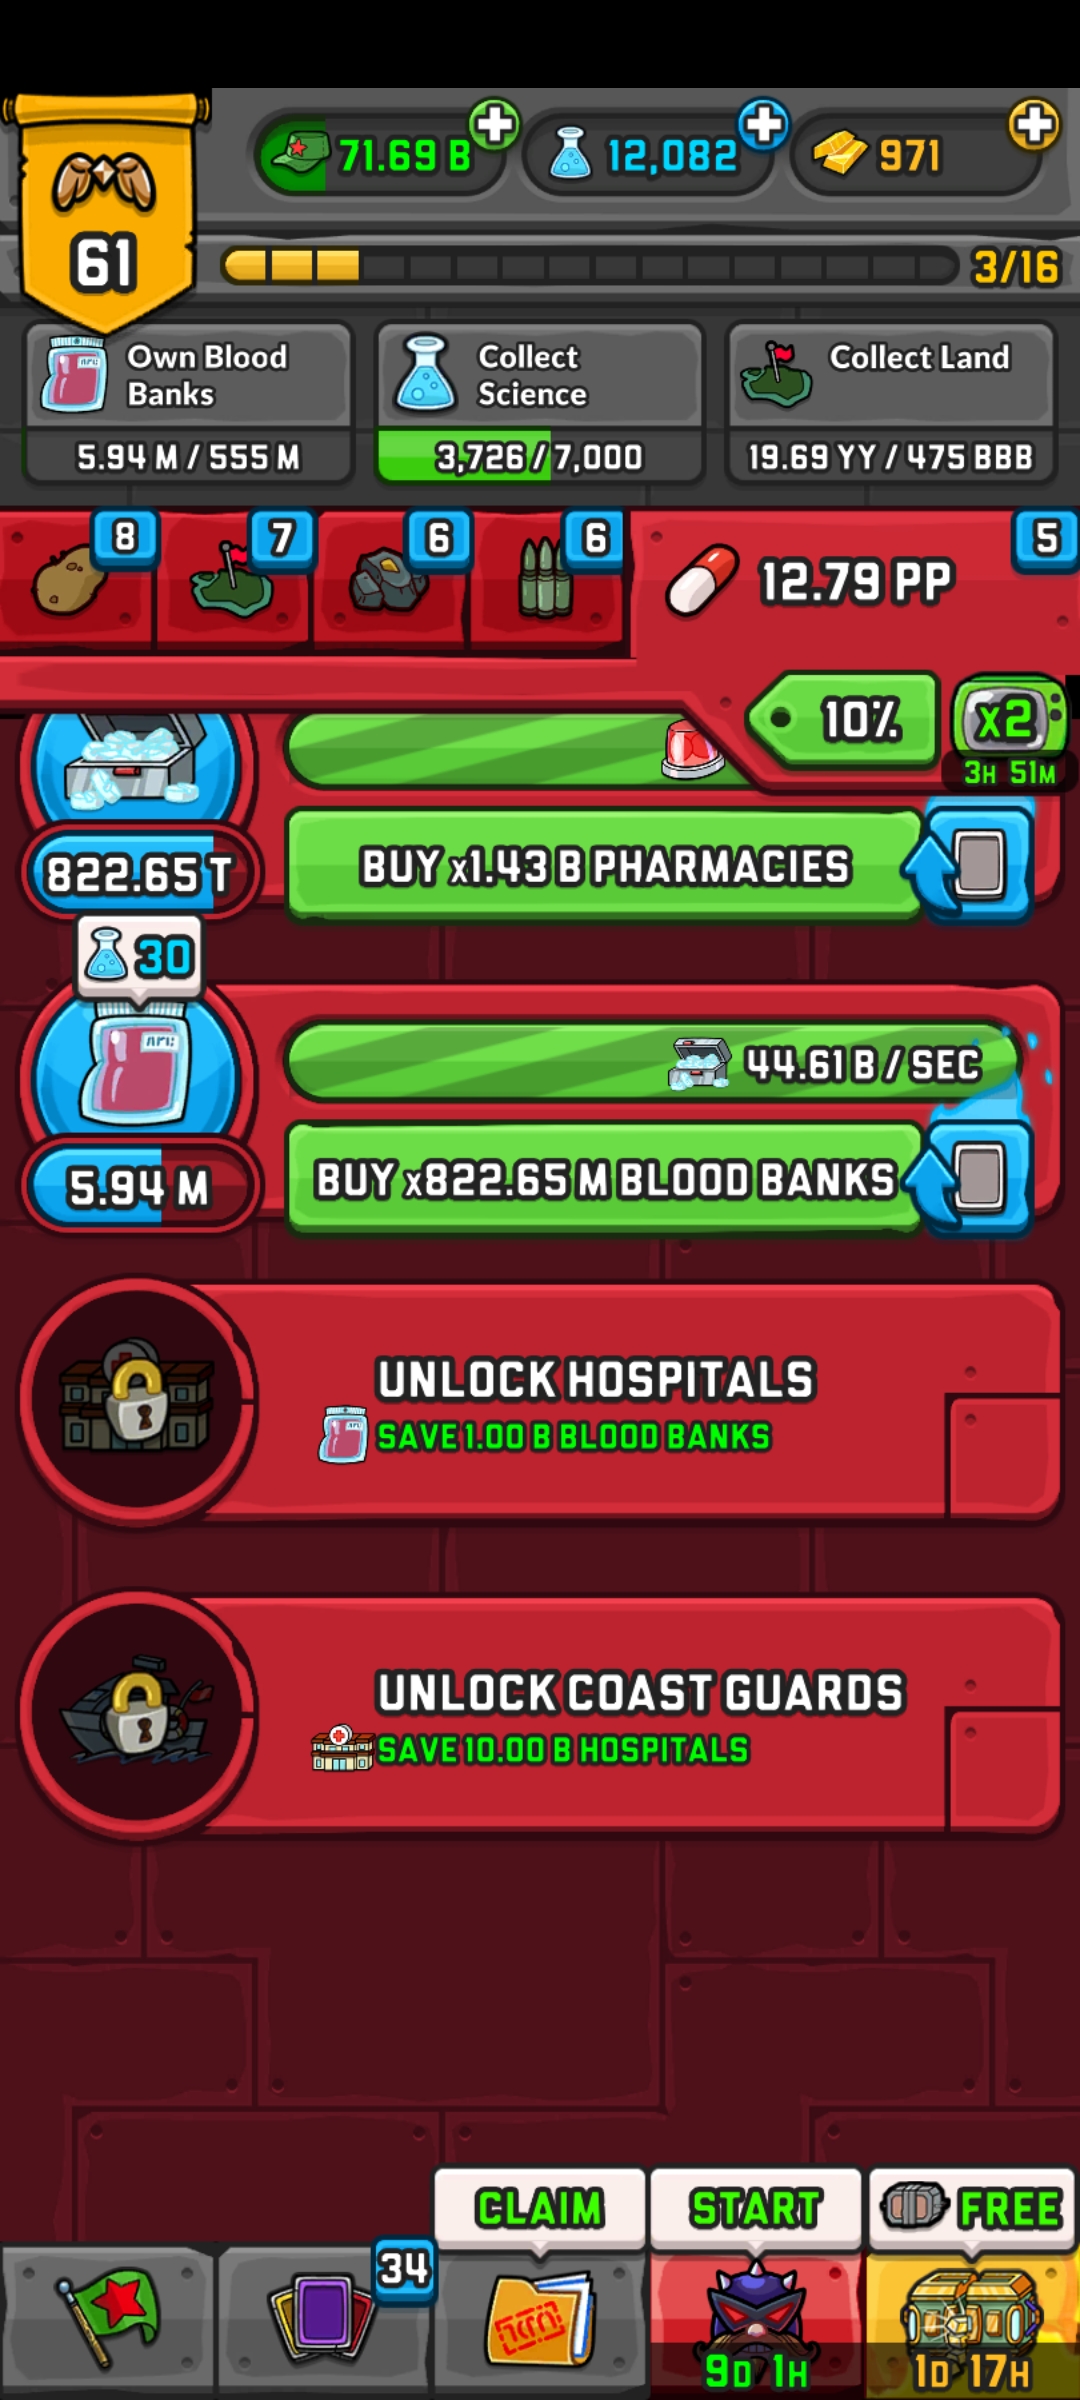 71.69 B
12,082
971
61
3/16
Own Blood
Banks
5.94 M / 555 M
Collect
Science
3,726 / 7,000
Collect Land
19.69 YY / 475 BBB
8
7
6
6
5
12.79 PP
10%
x2
3H 51M
822.65 T
BUY x1.43 B PHARMACIES
30
44.61 B / SEC
5.94 M
BUY x822.65 M BLOOD BANKS
UNLOCK HOSPITALS
SAVE 1.00 B BLOOD BANKS
UNLOCK COAST GUARDS
SAVE 10.00 B HOSPITALS
CLAIM
START
FREE
34
9D 1H
1D 17H